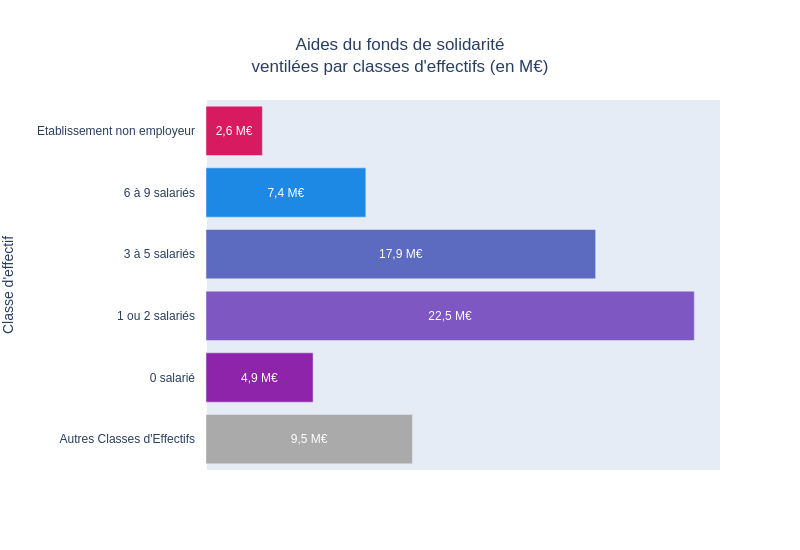 Aides du fonds de solidarité
ventilées par classes d'effectifs (en M€)
Classe d'effectif
Etablissement non employeur
2,6 M€
6 à 9 salariés
7,4 M€
3 à 5 salariés
17,9 M€
1 ou 2 salariés
22,5 M€
0 salarié
4,9 M€
Autres Classes d'Effectifs
9,5 M€